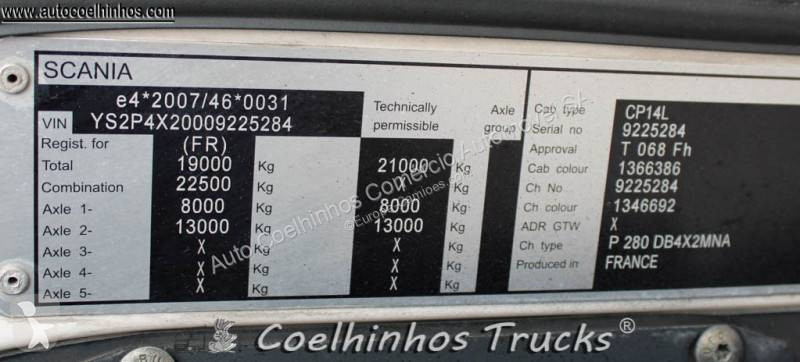 www.autocoelhinhos.com
SCANIA
e4*2007/46*0031
VIN YS2P4X20009225284
Technically permissible
Axle group
Regist. for (FR)
Total 19000 Kg 21000 Kg
Combination 22500 Kg Kg
Axle 1- 8000 Kg 8000 Kg
Axle 2- 13000 Kg 13000 Kg
Axle 3- X Kg X Kg
Axle 4- X Kg X Kg
Axle 5- X Kg X Kg
Cab type CP14L
Serial no 9225284
Approval T 068 Fh
Cab colour 1366386
Ch No 9225284
Ch colour 1346692
ADR GTW X
Ch type P 280 DB4X2MNA
Produced in FRANCE
Auto Coelhinhos Comercio Automoveis
Coelhinhos Trucks ®